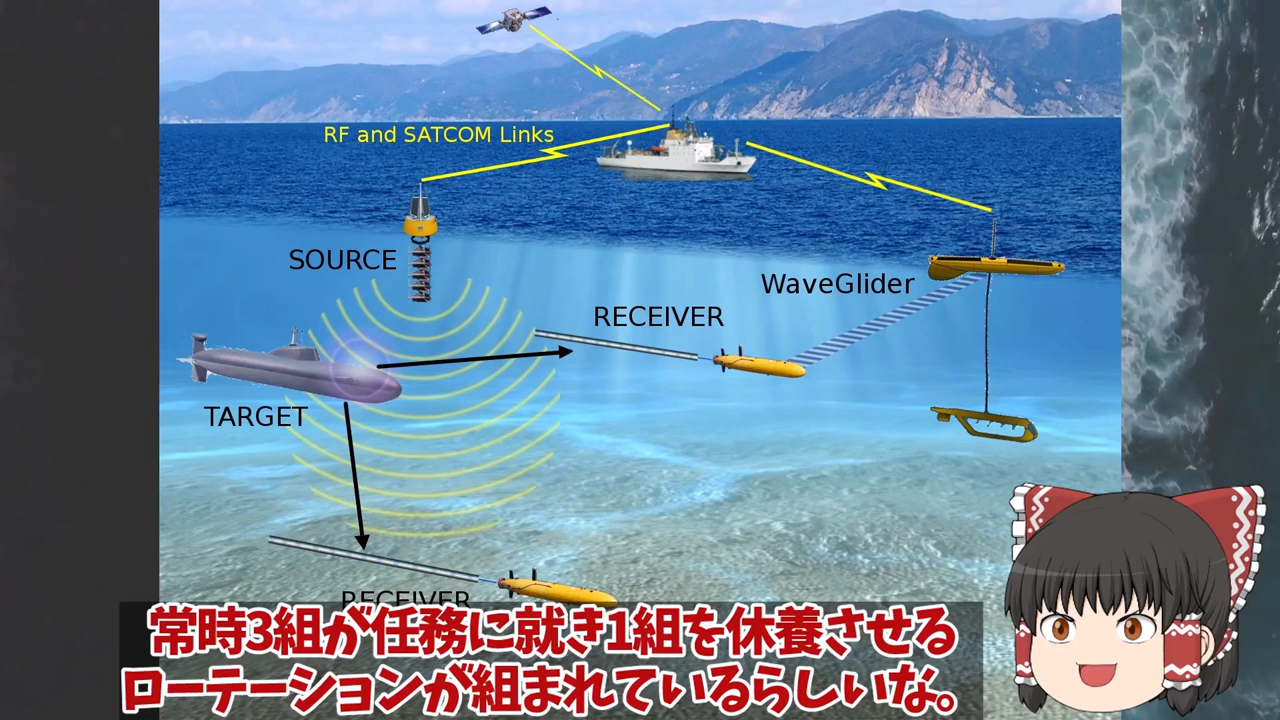 RF and SATCOM Links
SOURCE
WaveGlider
RECEIVER
TARGET
RECEIVER
常時3組が任務に就き1組を休養させる
ローテーションが組まれているらしいな。